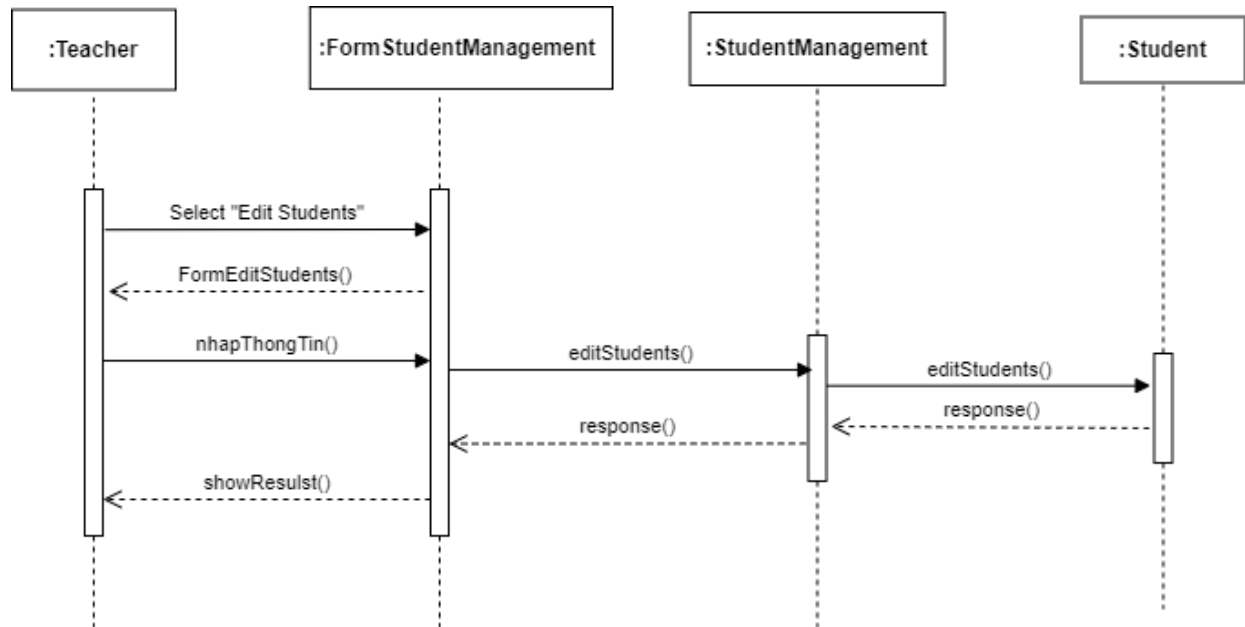 :Teacher
:FormStudentManagement
:StudentManagement
:Student
Select "Edit Students"
FormEditStudents()
nhapThongTin()
editStudents()
editStudents()
response()
response()
showResulst()